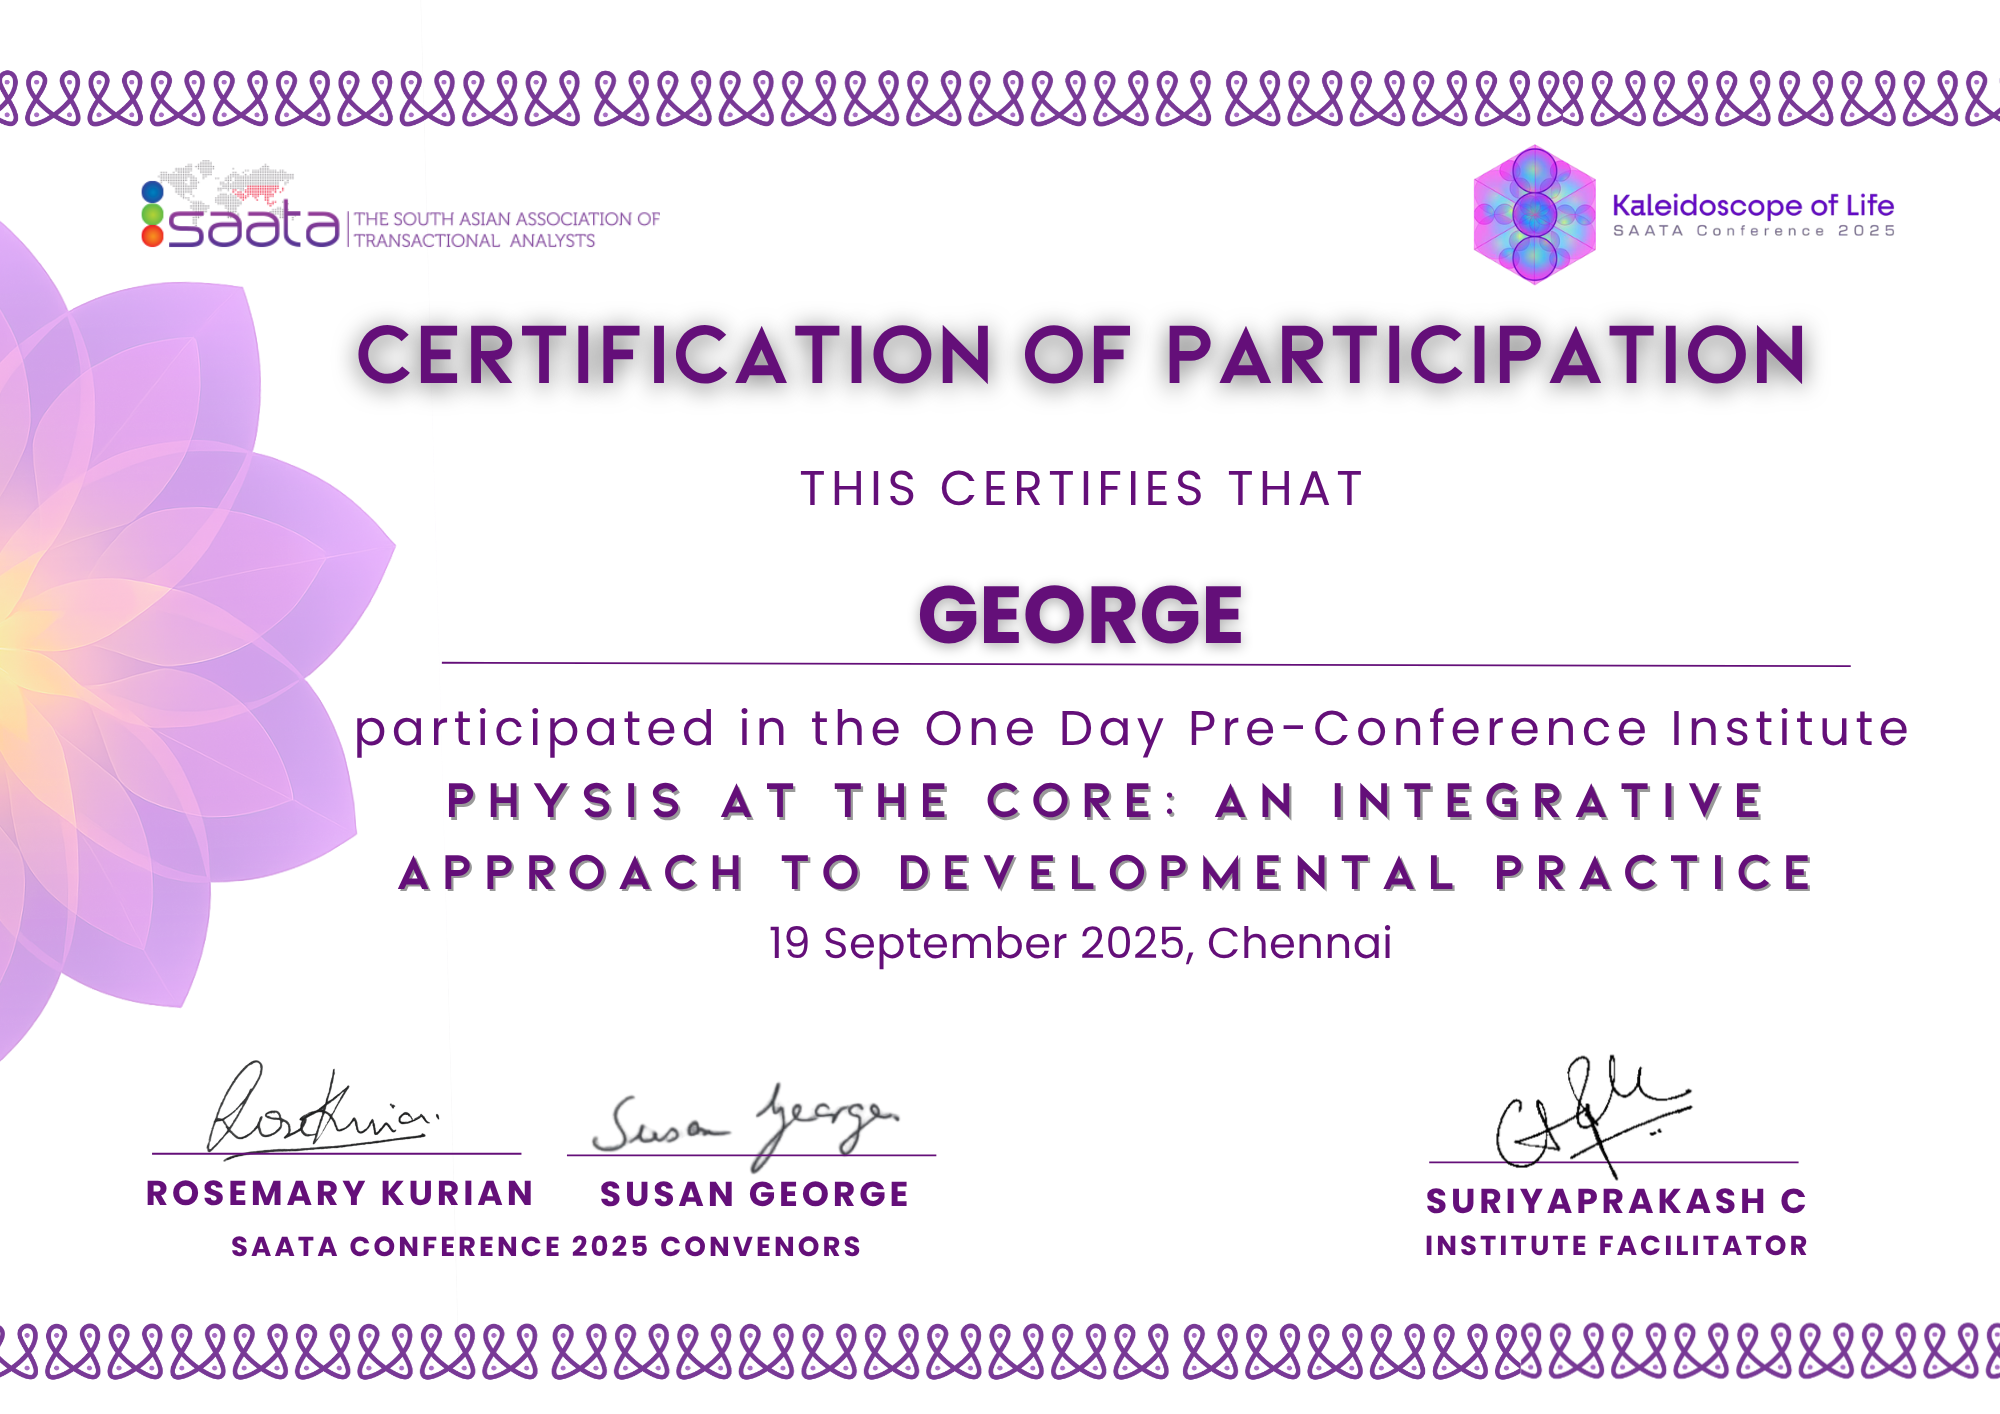 saata
THE SOUTH ASIAN ASSOCIATION OF
TRANSACTIONAL ANALYSTS
Kaleidoscope of Life
SAATA Conference 2025
CERTIFICATION OF PARTICIPATION
THIS CERTIFIES THAT
GEORGE
participated in the One Day Pre-Conference Institute
PHYSIS AT THE CORE: AN INTEGRATIVE
APPROACH TO DEVELOPMENTAL PRACTICE
19 September 2025, Chennai
Susan George
ROSEMARY KURIAN
SUSAN GEORGE
SAATA CONFERENCE 2025 CONVENORS
SURIYAPRAKASH C
INSTITUTE FACILITATOR